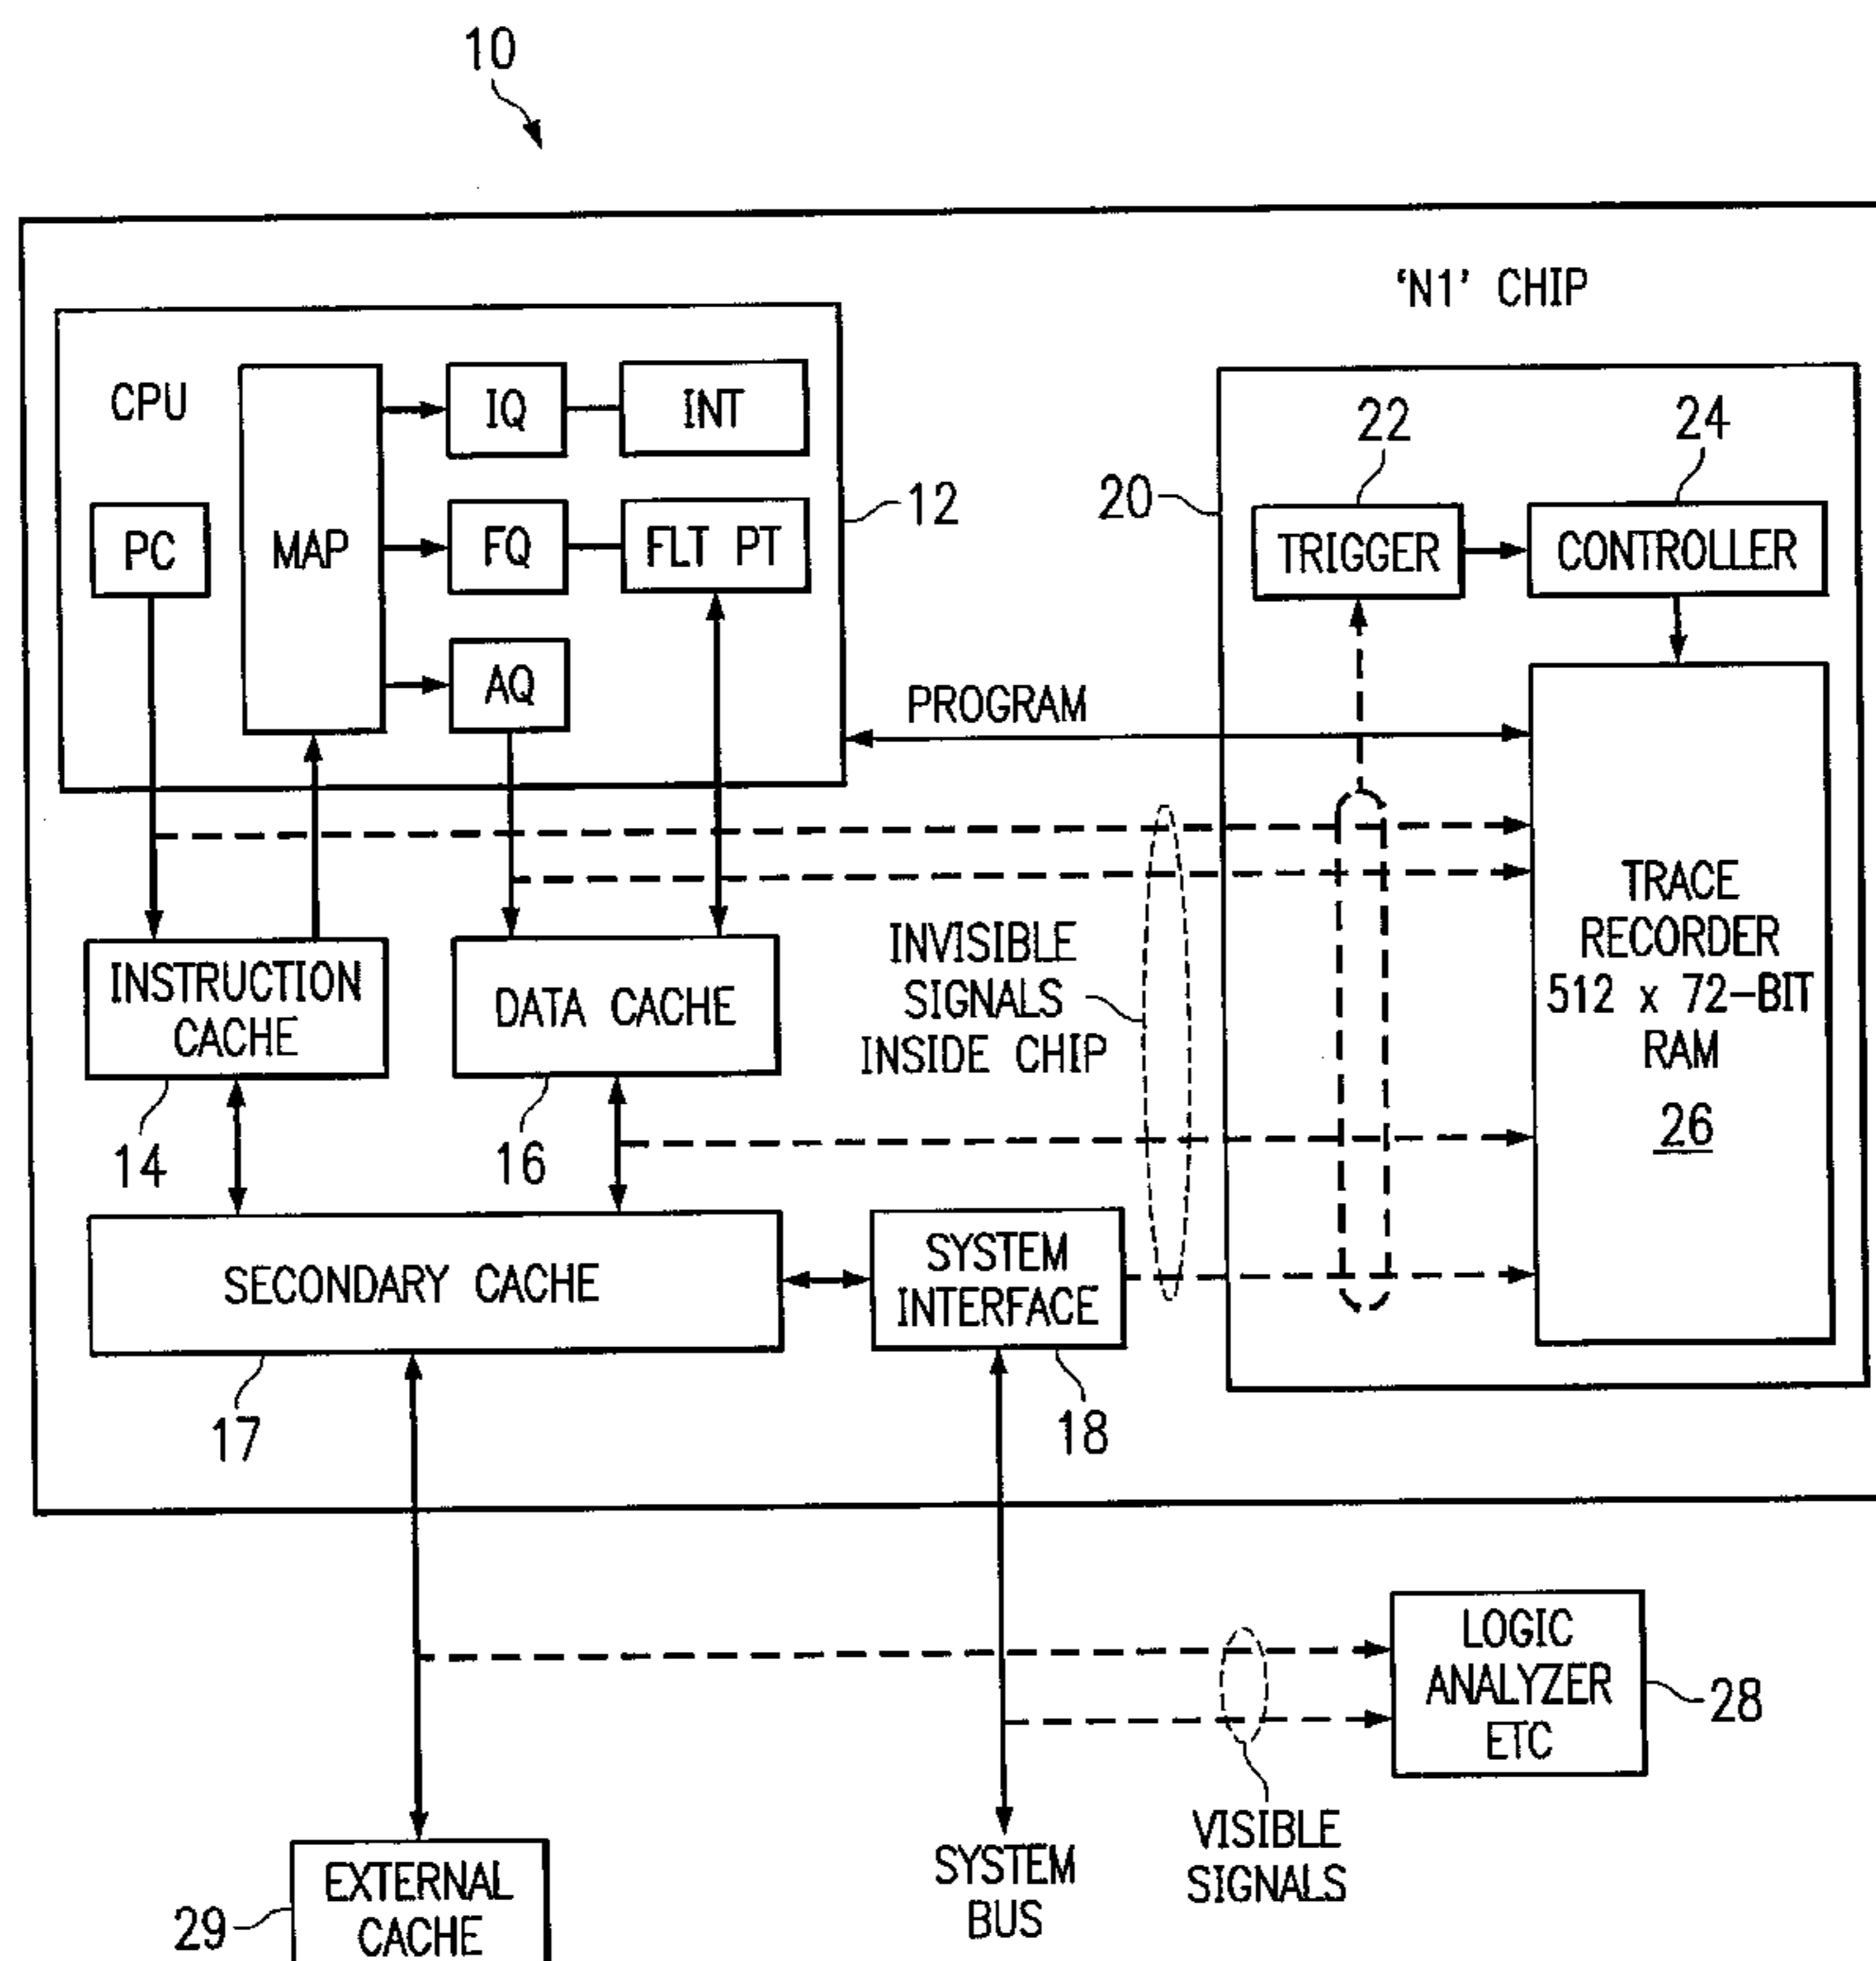 10
'N1' CHIP
CPU
MAP
IQ
INT
PC
FQ
FLT PT
AQ
12
20
22
24
TRIGGER
CONTROLLER
PROGRAM
TRACE
RECORDER
512 x 72-BIT
RAM
26
INVISIBLE
SIGNALS
INSIDE CHIP
INSTRUCTION
CACHE
DATA CACHE
14
16
SECONDARY CACHE
SYSTEM
INTERFACE
17
18
LOGIC
ANALYZER
ETC
28
VISIBLE
SIGNALS
SYSTEM
BUS
EXTERNAL
CACHE
29